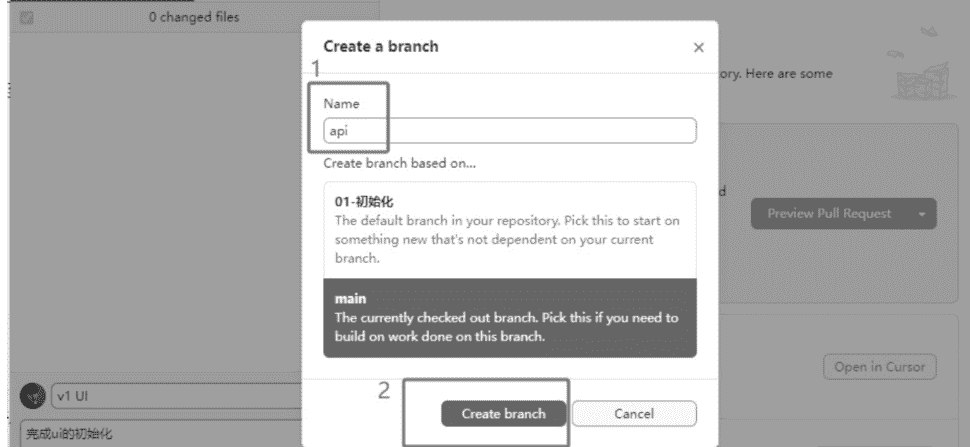 0 changed files
Create a branch
1
ory. Here are some
Name
api
Create branch based on...
01-初始化
The default branch in your repository. Pick this to start on
something new that's not dependent on your current
branch.
d
Preview Pull Request
main
The currently checked out branch. Pick this if you need to
build on work done on this branch.
Open in Cursor
2
v1 UI
Create branch
Cancel
完成ui的初始化